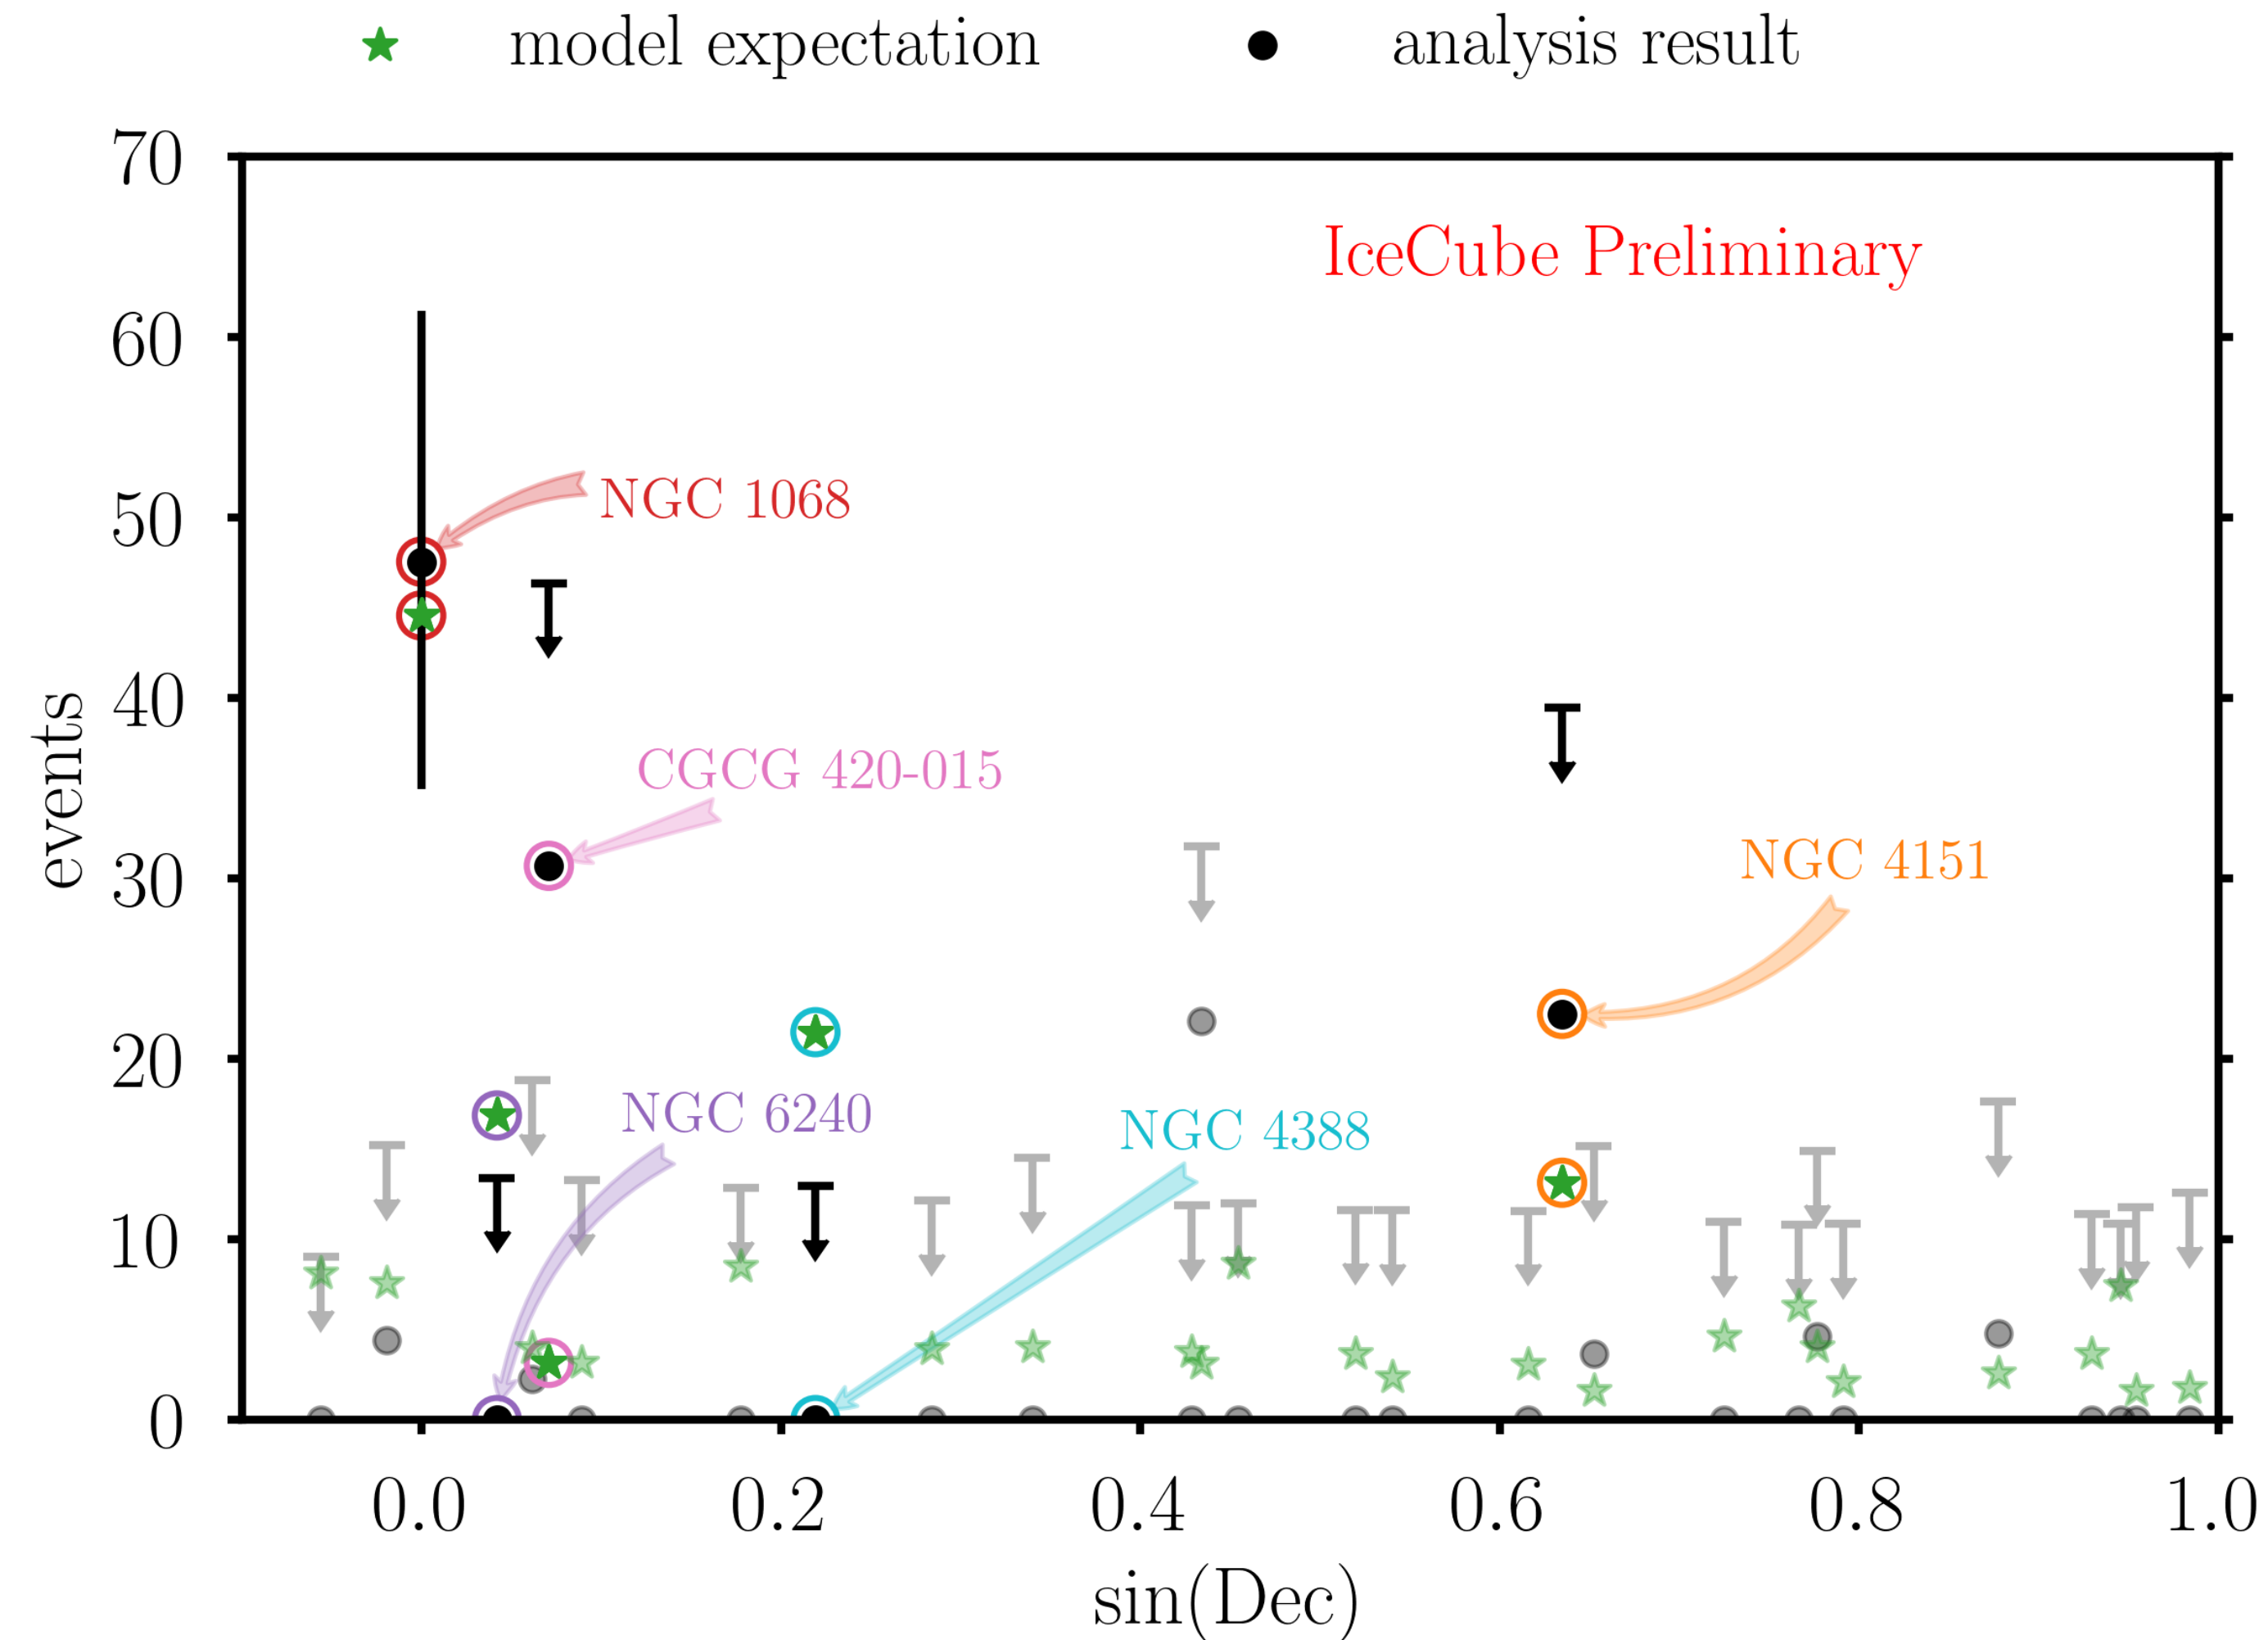 model expectation analysis result
70
IceCube Preliminary
60
50
NGC 1068
40
CGCG 420-015
30
NGC 4151
20
NGC 6240
NGC 4388
10
0
events
0.0 0.2 0.4 0.6 0.8 1.0
sin(Dec)